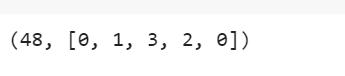 (48, [0, 1, 3, 2, 0])